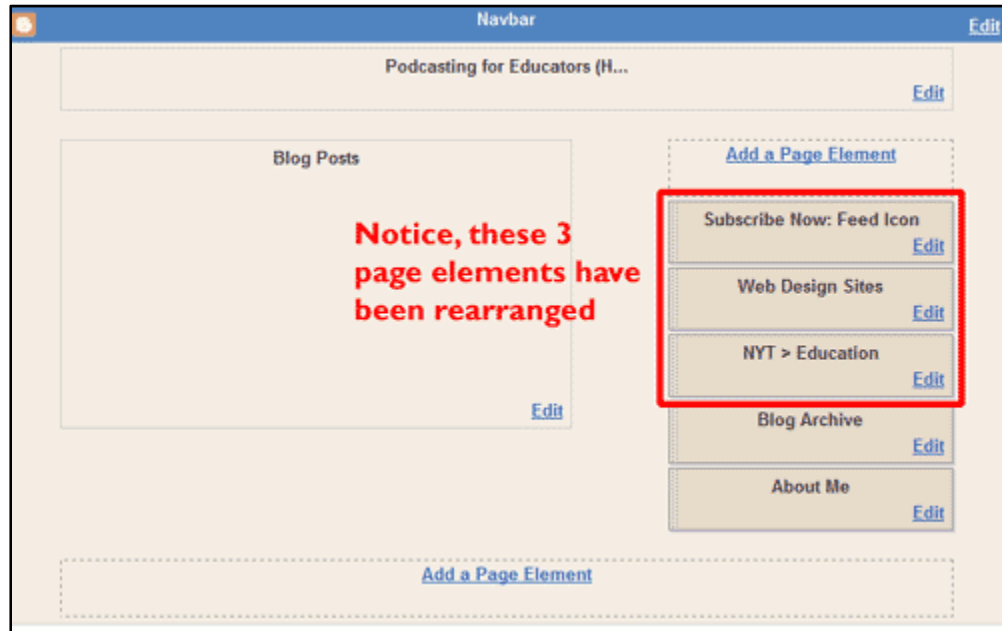 Navbar
Edit
Podcasting for Educators (H...
Edit
Blog Posts
Notice, these 3
page elements have
been rearranged
Edit
Add a Page Element
Subscribe Now: Feed Icon
Edit
Web Design Sites
Edit
NYT > Education
Edit
Blog Archive
Edit
About Me
Edit
Add a Page Element